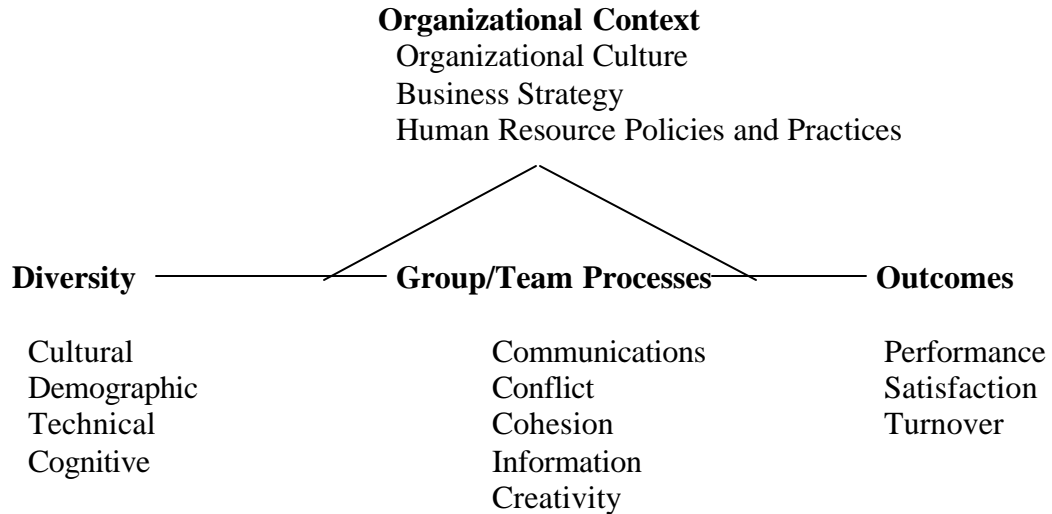 Organizational Context
Organizational Culture
Business Strategy
Human Resource Policies and Practices
Diversity
Group/Team Processes
Outcomes
Cultural
Demographic
Technical
Cognitive
Communications
Conflict
Cohesion
Information
Creativity
Performance
Satisfaction
Turnover